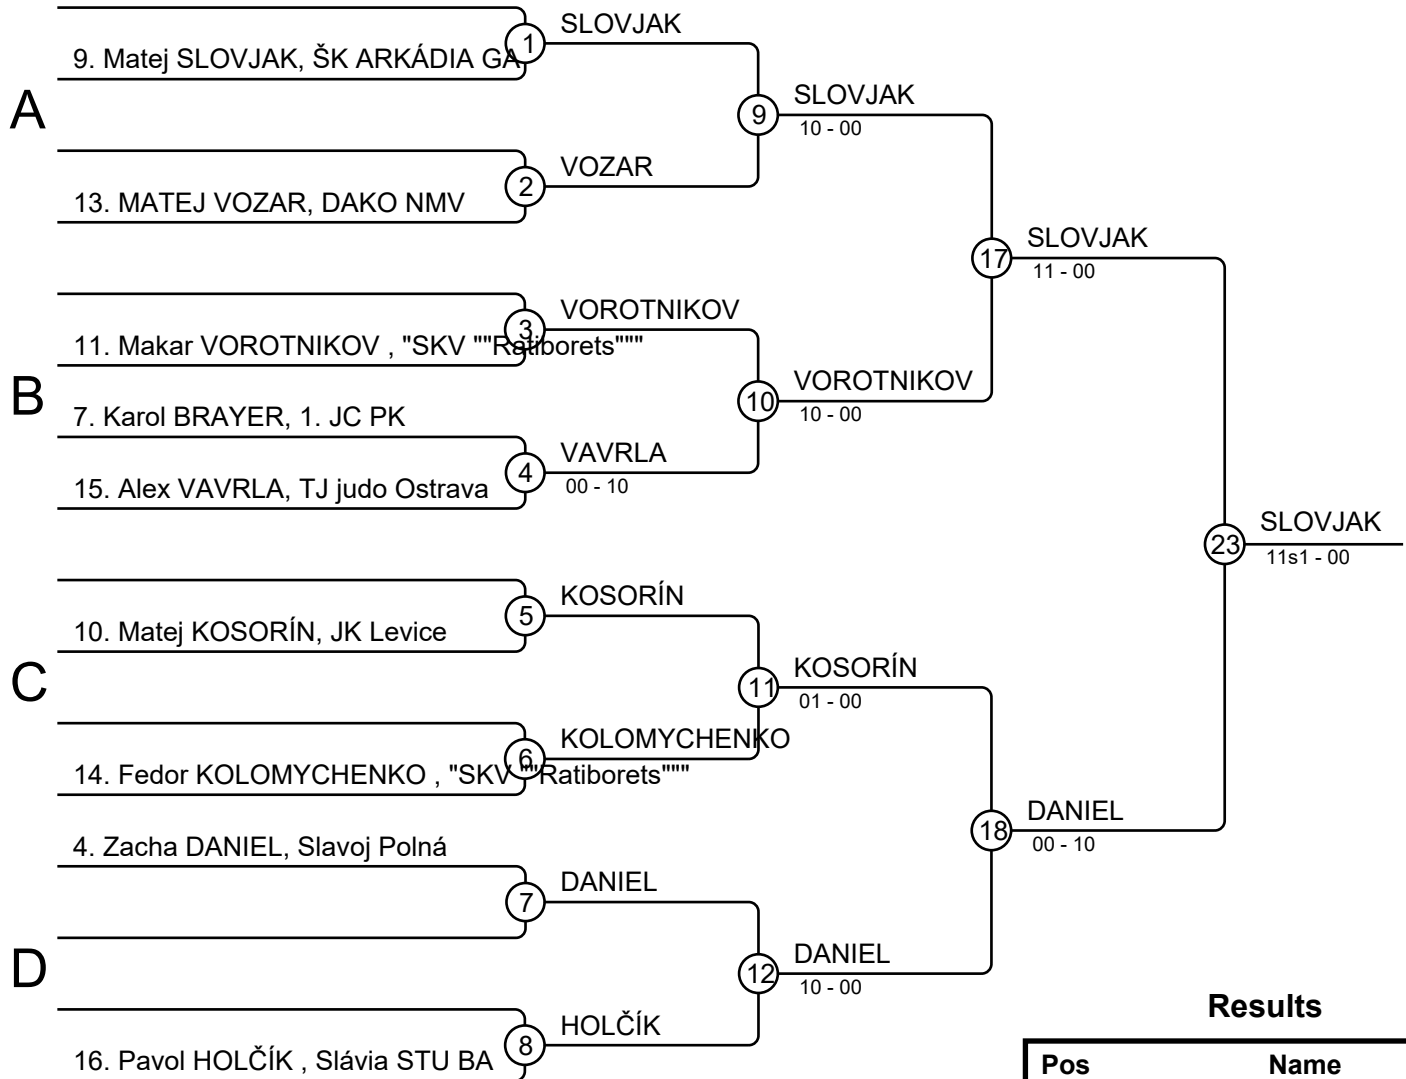 SLOVJAK
1
9. Matej SLOVJAK, ŠK ARKÁDIA GA
A
SLOVJAK
9
10 - 00
VOZAR
2
13. MATEJ VOZAR, DAKO NMV
SLOVJAK
17
11 - 00
VOROTNIKOV
3
11. Makar VOROTNIKOV , "SKV ""Ratiborets"""
B
VOROTNIKOV
10
10 - 00
7. Karol BRAYER, 1. JC PK
VAVRLA
4
00 - 10
15. Alex VAVRLA, TJ judo Ostrava
SLOVJAK
23
11s1 - 00
KOSORÍN
5
10. Matej KOSORÍN, JK Levice
C
KOSORÍN
11
01 - 00
KOLOMYCHENKO
6
14. Fedor KOLOMYCHENKO , "SKV ""Ratiborets"""
DANIEL
18
00 - 10
4. Zacha DANIEL, Slavoj Polná
DANIEL
7
D
DANIEL
12
10 - 00
HOLČÍK
8
16. Pavol HOLČÍK , Slávia STU BA
Results
Pos Name